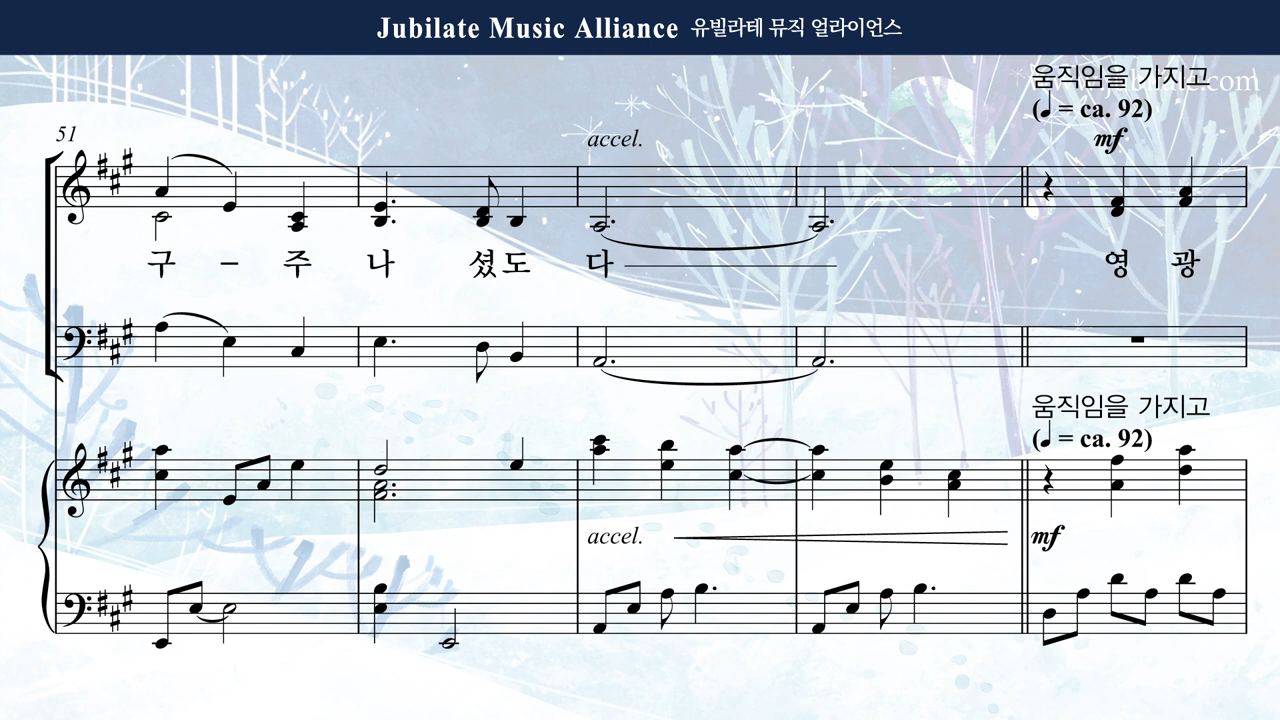 Jubilate Music Alliance 유빌라테 뮤직 얼라이언스
움직임을 가지고
(♩ = ca. 92)
51
accel.
mf
구 – 주 나 셨도 다 영 광
움직임을 가지고
(♩ = ca. 92)
accel.
mf